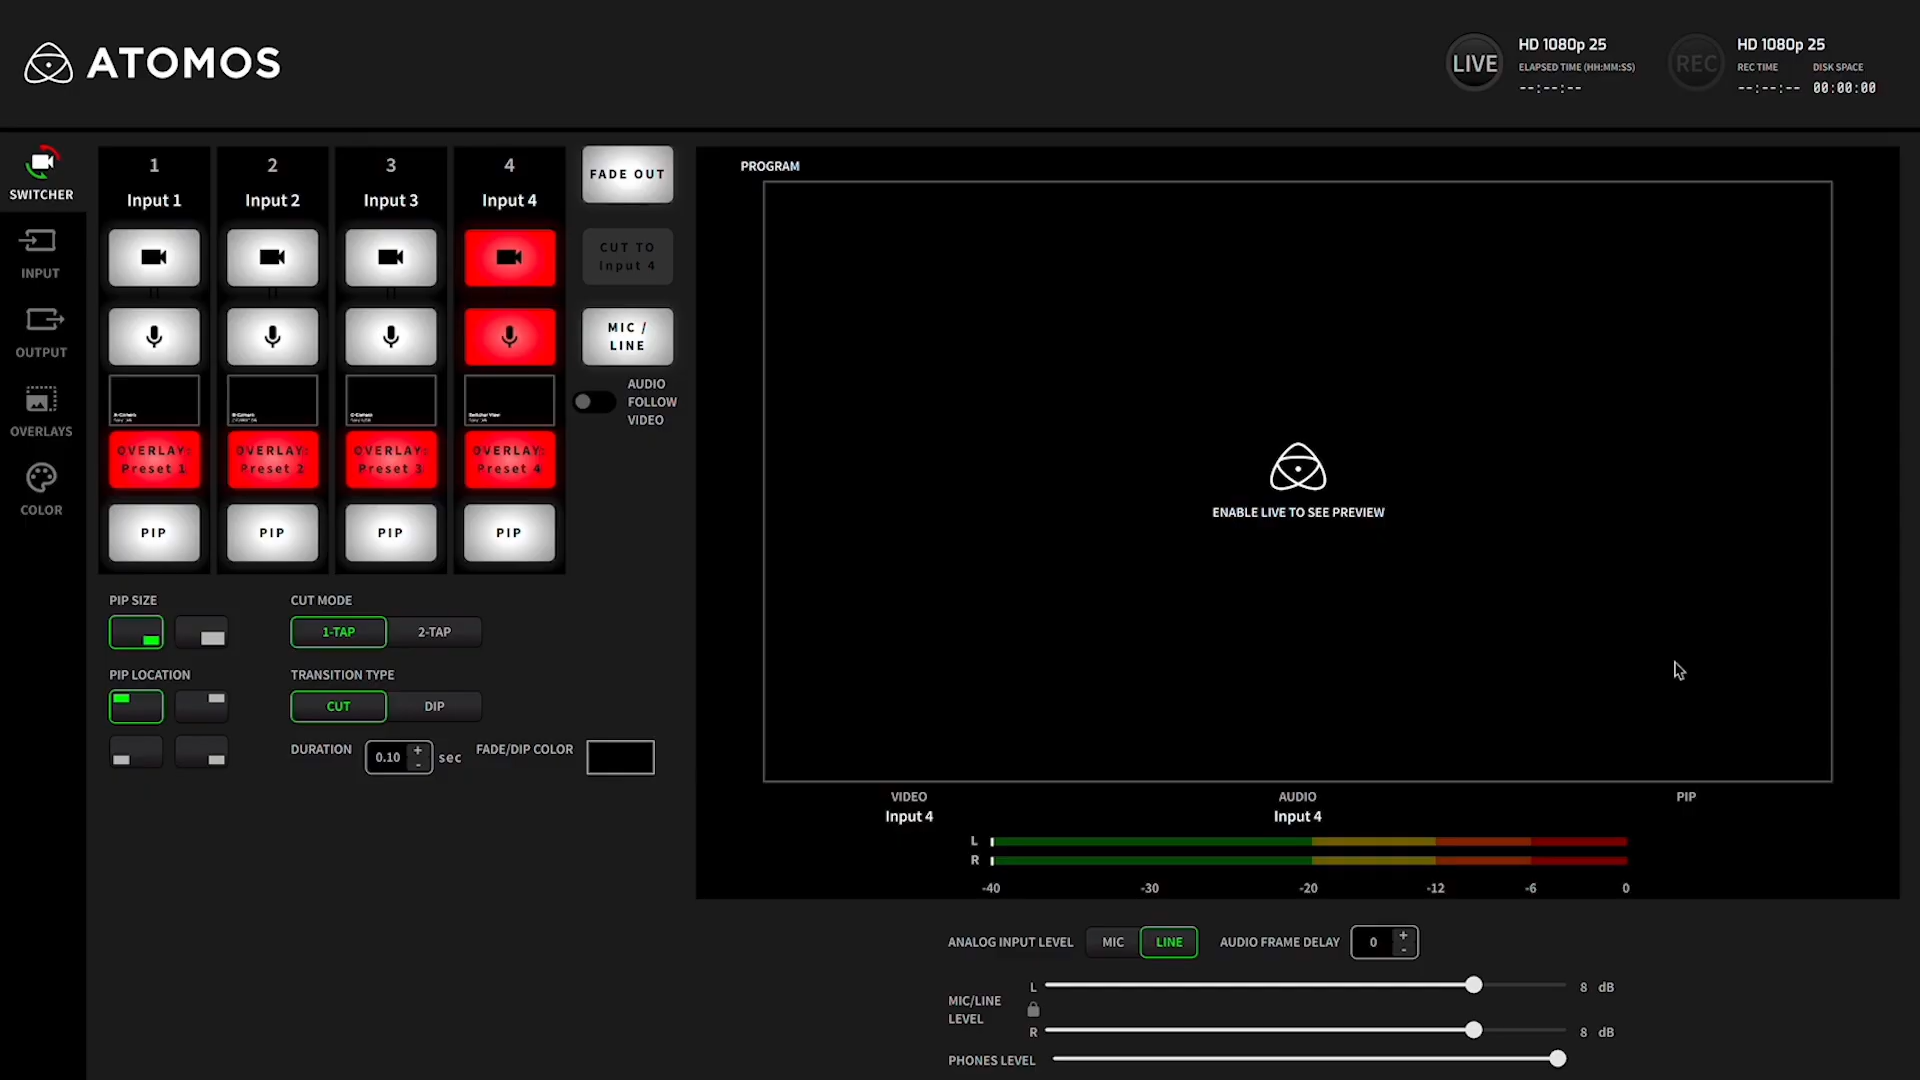 ATOMOS
LIVE
HD 1080p 25
ELAPSED TIME (HH:MM:SS)
--:--:--
REC
HD 1080p 25
REC TIME
DISK SPACE
--:--:--
00:00:00
SWITCHER
INPUT
OUTPUT
OVERLAYS
COLOR
1
Input 1
2
Input 2
3
Input 3
4
Input 4
FADE OUT
CUT TO
Input 4
MIC /
LINE
AUDIO
FOLLOW
VIDEO
OVERLAY:
Preset 1
OVERLAY:
Preset 2
OVERLAY:
Preset 3
OVERLAY:
Preset 4
PIP
PIP
PIP
PIP
PIP SIZE
CUT MODE
1-TAP
2-TAP
PIP LOCATION
TRANSITION TYPE
CUT
DIP
DURATION
0.10
+
-
sec
FADE/DIP COLOR
PROGRAM
ENABLE LIVE TO SEE PREVIEW
VIDEO
Input 4
AUDIO
Input 4
PIP
L
R
-40
-30
-20
-12
-6
0
ANALOG INPUT LEVEL
MIC
LINE
AUDIO FRAME DELAY
0
+
-
MIC/LINE
LEVEL
L
8 dB
R
8 dB
PHONES LEVEL